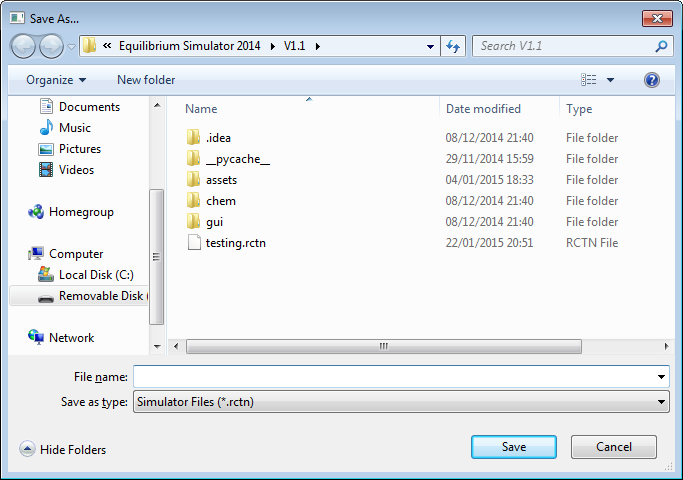 Save As...
« Equilibrium Simulator 2014 ▸ V1.1 ▸
Search V1.1
Organize
New folder
Documents
Music
Pictures
Videos
Homegroup
Computer
Local Disk (C:)
Removable Disk (
Network
Name Date modified Type
.idea 08/12/2014 21:40 File folder
__pycache__ 29/11/2014 15:59 File folder
assets 04/01/2015 18:33 File folder
chem 08/12/2014 21:40 File folder
gui 08/12/2014 21:40 File folder
testing.rctn 22/01/2015 20:51 RCTN File
File name:
Save as type: Simulator Files (*.rctn)
Hide Folders
Save
Cancel